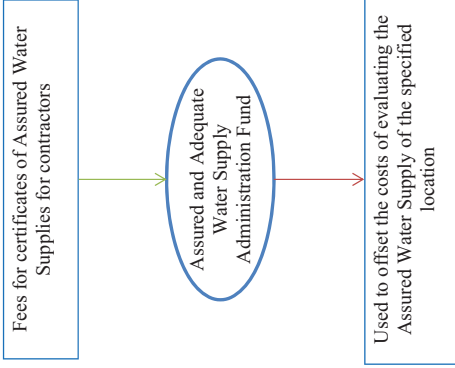 Fees for certificates of Assured Water
Supplies for contractors
Assured and Adequate
Water Supply
Administration Fund
Used to offset the costs of evaluating the
Assured Water Supply of the specified
location